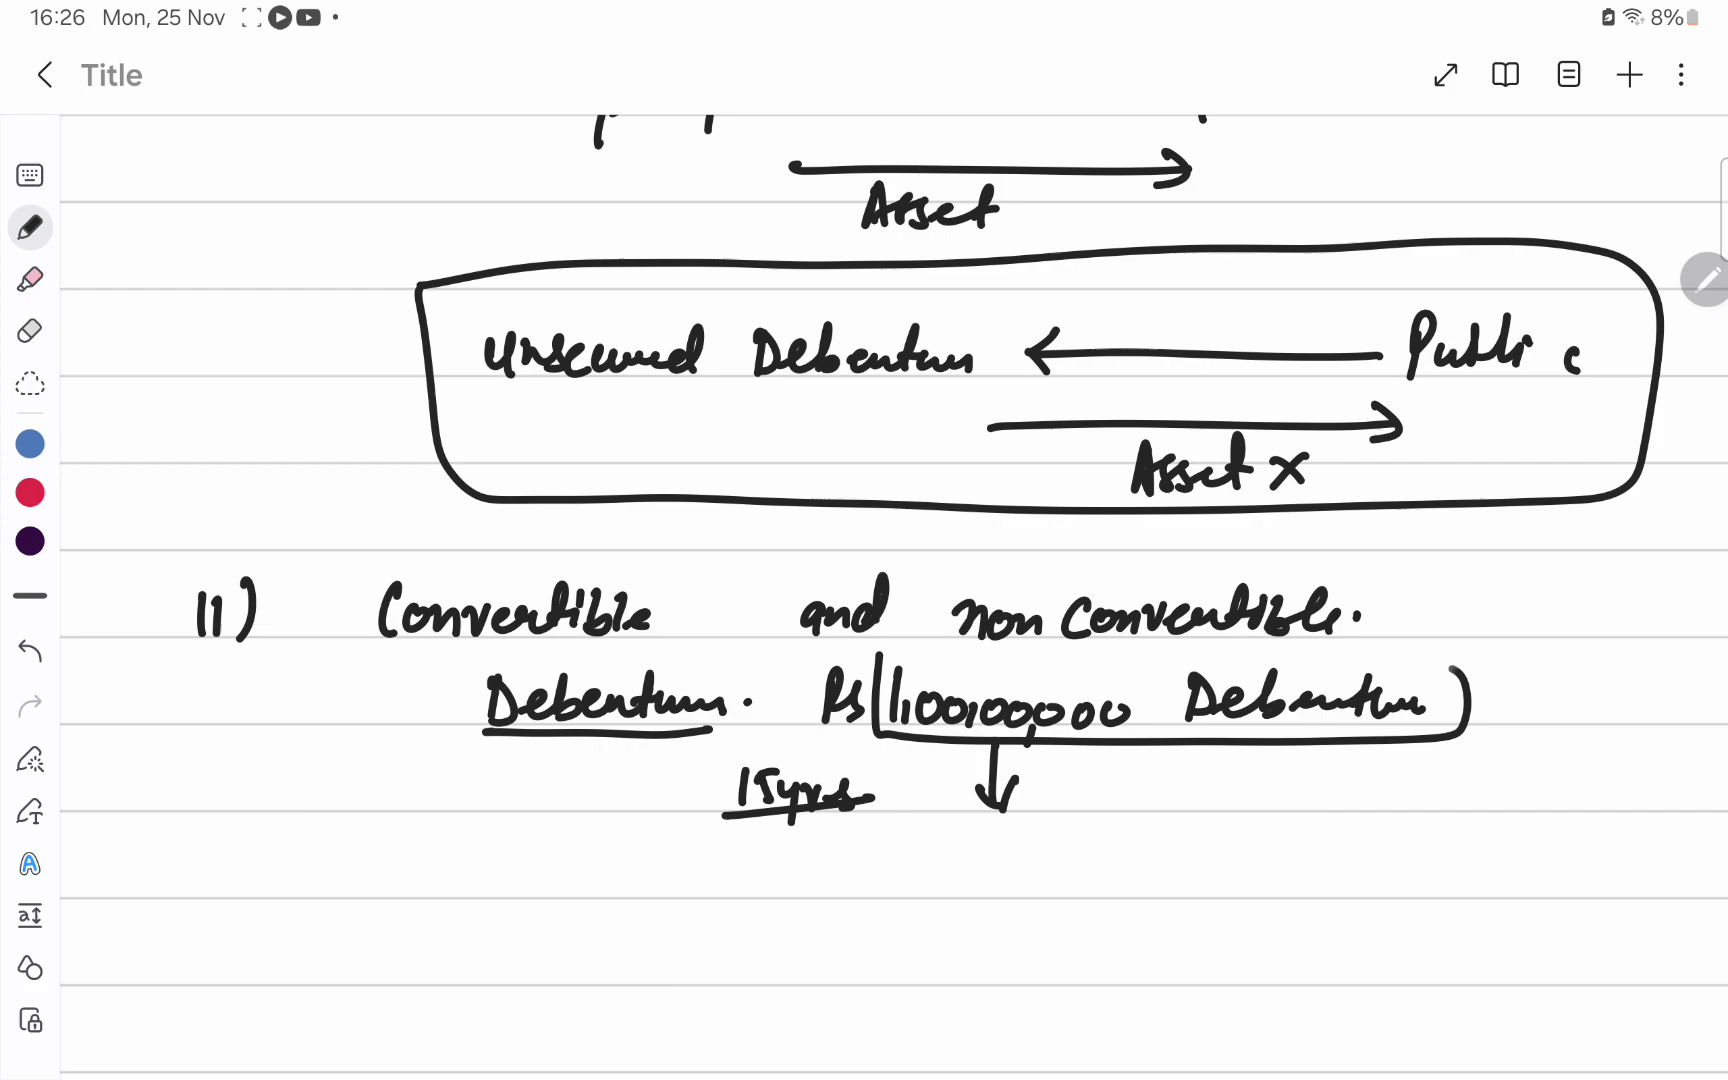 16:26 Mon, 25 Nov 8%
Title
Asset
Unsecured Debenture Public
Asset x
11) Convertible and non Convertible.
Debenture. Rs 1,00,00,000 Debenture)
15yrs